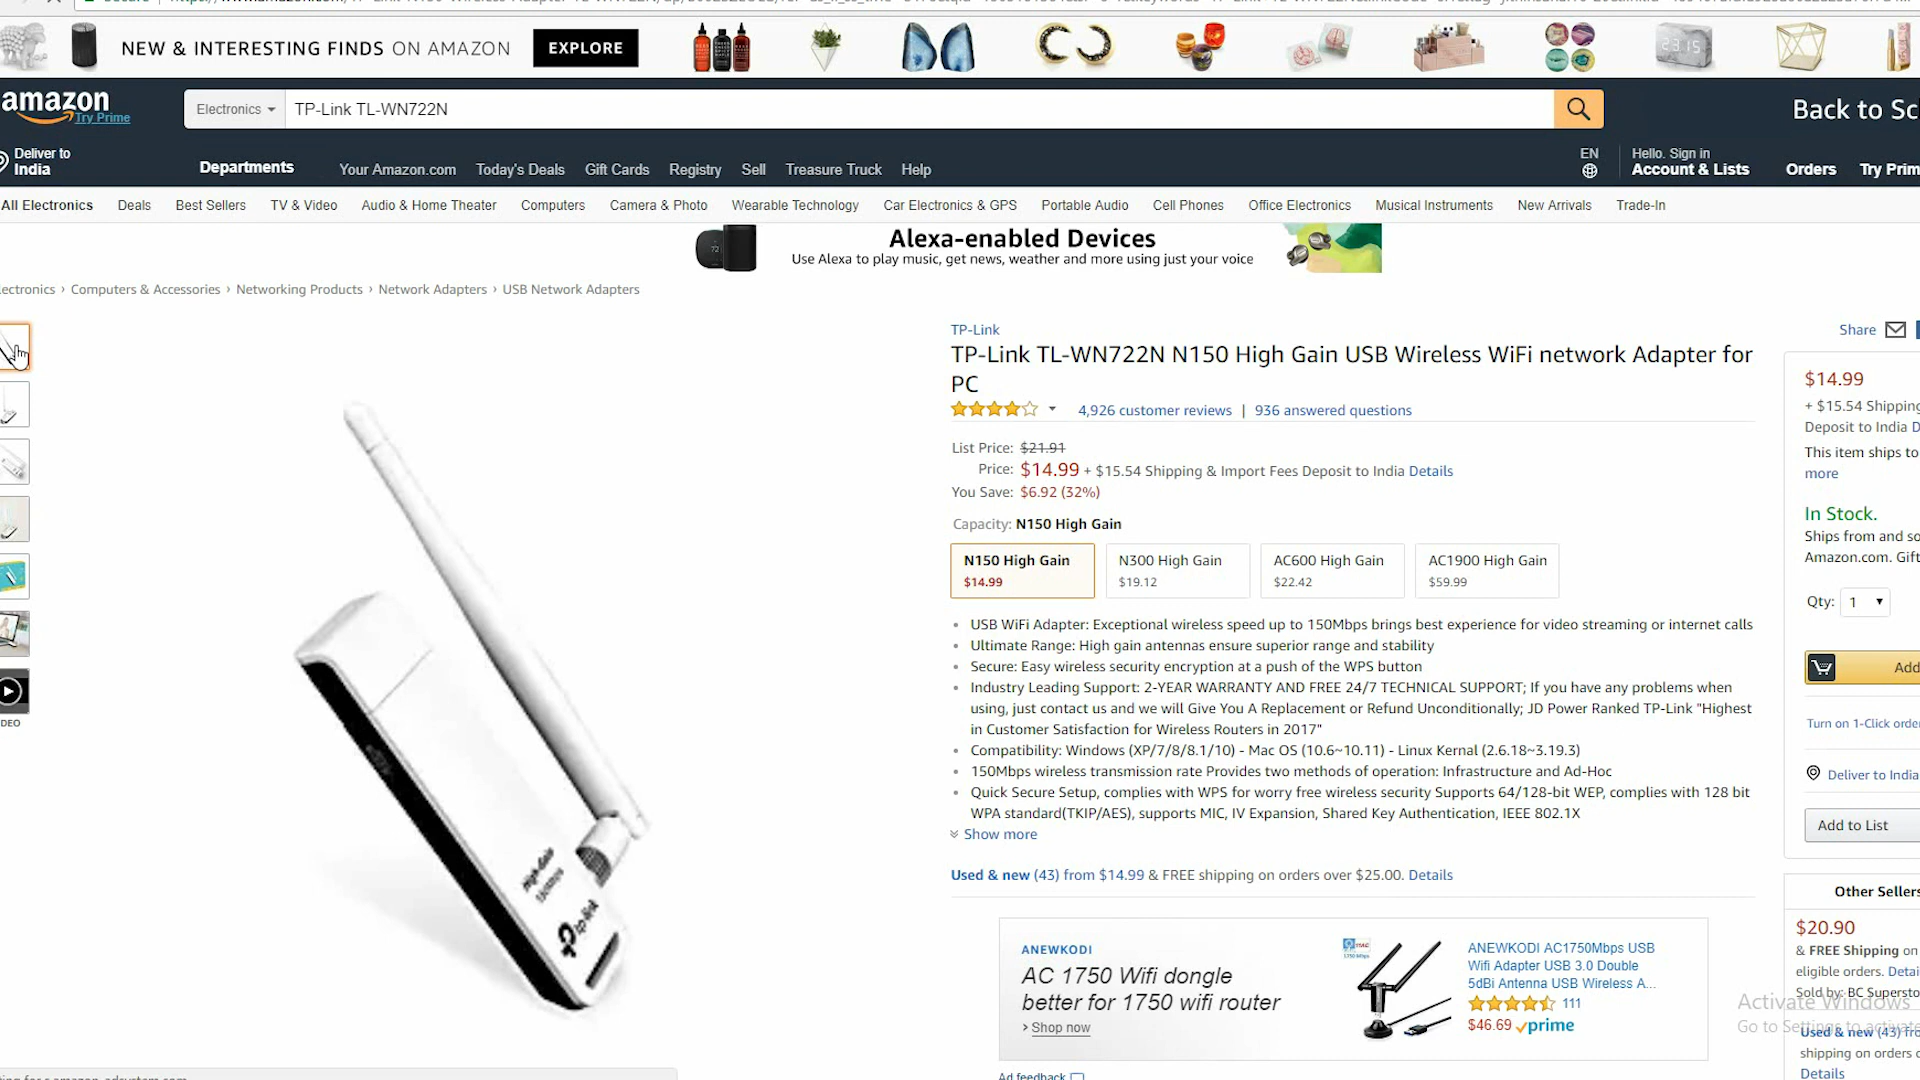 NEW & INTERESTING FINDS ON AMAZON
EXPLORE
amazon
Try Prime
Electronics
TP-Link TL-WN722N
Back to Sc
Deliver to
India
Departments
Your Amazon.com
Today's Deals
Gift Cards
Registry
Sell
Treasure Truck
Help
EN
Hello. Sign in
Account & Lists
Orders
Try Prim
All Electronics
Deals
Best Sellers
TV & Video
Audio & Home Theater
Computers
Camera & Photo
Wearable Technology
Car Electronics & GPS
Portable Audio
Cell Phones
Office Electronics
Musical Instruments
New Arrivals
Trade-In
Alexa-enabled Devices
Use Alexa to play music, get news, weather and more using just your voice
lectronics › Computers & Accessories › Networking Products › Network Adapters › USB Network Adapters
DEO
High-Gain
tp-link
TP-Link
TP-Link TL-WN722N N150 High Gain USB Wireless WiFi network Adapter for
PC
4,926 customer reviews | 936 answered questions
List Price: $21.91
Price: $14.99 + $15.54 Shipping & Import Fees Deposit to India Details
You Save: $6.92 (32%)
Capacity: N150 High Gain
N150 High Gain
$14.99
N300 High Gain
$19.12
AC600 High Gain
$22.42
AC1900 High Gain
$59.99
• USB WiFi Adapter: Exceptional wireless speed up to 150Mbps brings best experience for video streaming or internet calls
• Ultimate Range: High gain antennas ensure superior range and stability
• Secure: Easy wireless security encryption at a push of the WPS button
• Industry Leading Support: 2-YEAR WARRANTY AND FREE 24/7 TECHNICAL SUPPORT; If you have any problems when
using, just contact us and we will Give You A Replacement or Refund Unconditionally; JD Power Ranked TP-Link "Highest
in Customer Satisfaction for Wireless Routers in 2017"
• Compatibility: Windows (XP/7/8/8.1/10) - Mac OS (10.6~10.11) - Linux Kernal (2.6.18~3.19.3)
• 150Mbps wireless transmission rate Provides two methods of operation: Infrastructure and Ad-Hoc
• Quick Secure Setup, complies with WPS for worry free wireless security Supports 64/128-bit WEP, complies with 128 bit
WPA standard(TKIP/AES), supports MIC, IV Expansion, Shared Key Authentication, IEEE 802.1X
Show more
Used & new (43) from $14.99 & FREE shipping on orders over $25.00. Details
ANEWKODI
AC 1750 Wifi dongle
better for 1750 wifi router
› Shop now
ANEWKODI AC1750Mbps USB
Wifi Adapter USB 3.0 Double
5dBi Antenna USB Wireless A...
111
$46.69 prime
Ad feedback
Share
$14.99
+ $15.54 Shipping
Deposit to India D
This item ships to
more
In Stock.
Ships from and so
Amazon.com. Gift
Qty: 1
Add
Turn on 1-Click orde
Deliver to India
Add to List
Other Sellers
$20.90
& FREE Shipping on
eligible orders. Detai
Sold by: BC Supersto
Activate Windows
Go to Settings to activate
Used & new (43) fro
shipping on orders o
Details